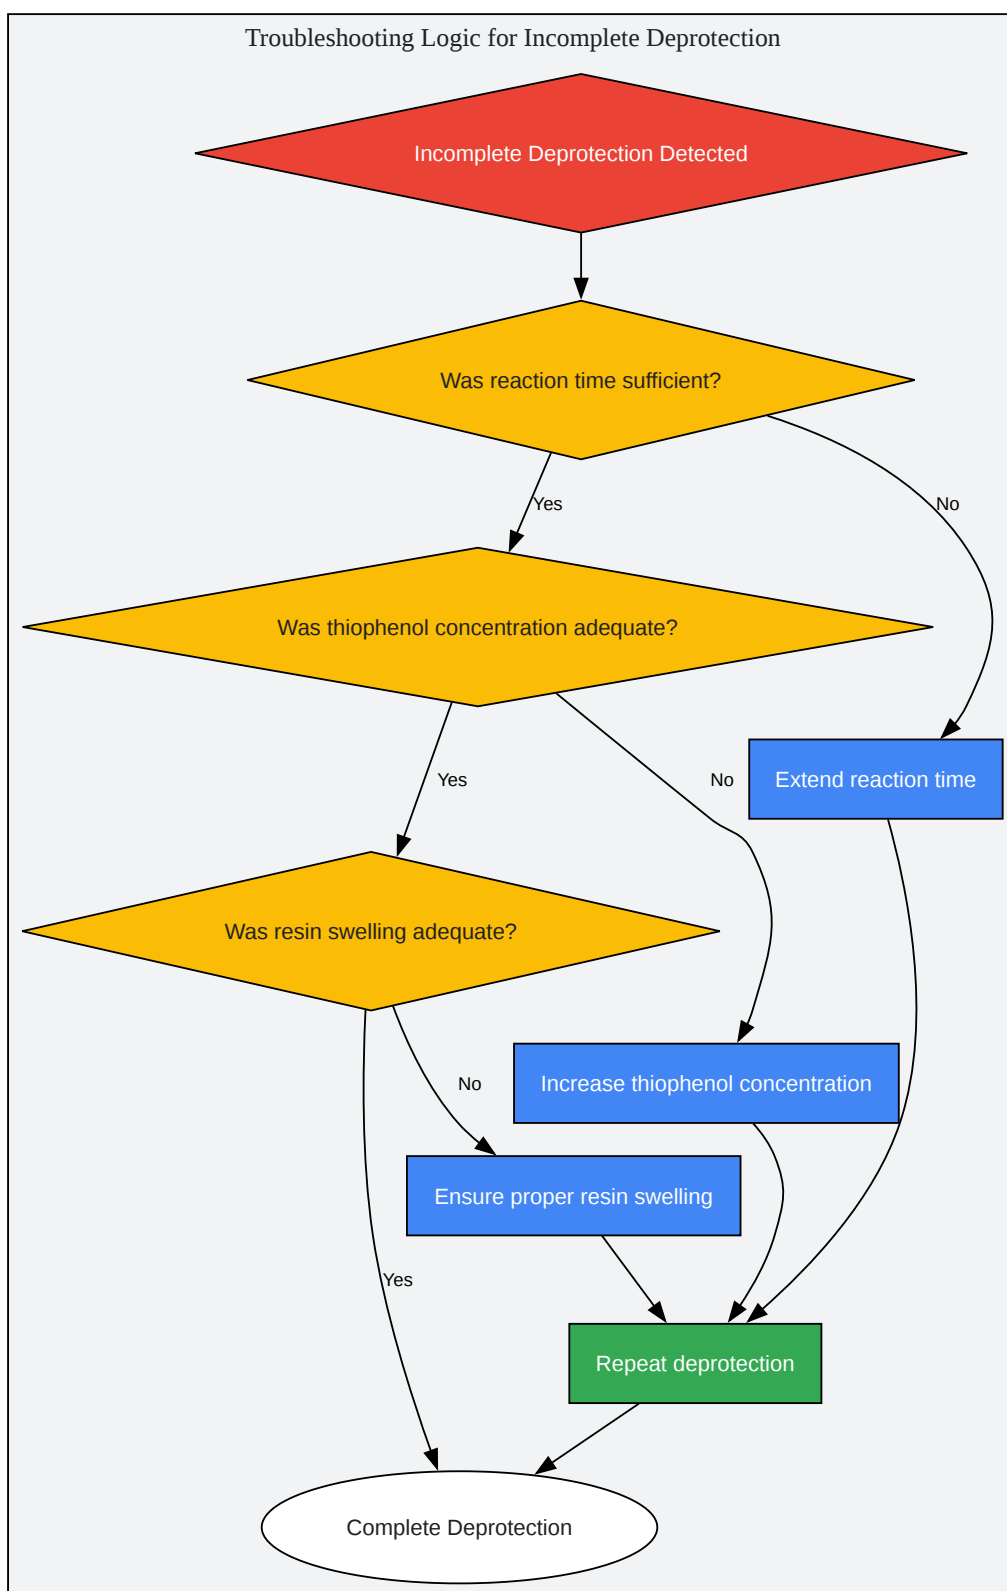 Troubleshooting Logic for Incomplete Deprotection
Incomplete Deprotection Detected
Was reaction time sufficient?
Yes
No
Was thiophenol concentration adequate?
Yes
No
Extend reaction time
Was resin swelling adequate?
No
Increase thiophenol concentration
Ensure proper resin swelling
Yes
Repeat deprotection
Complete Deprotection